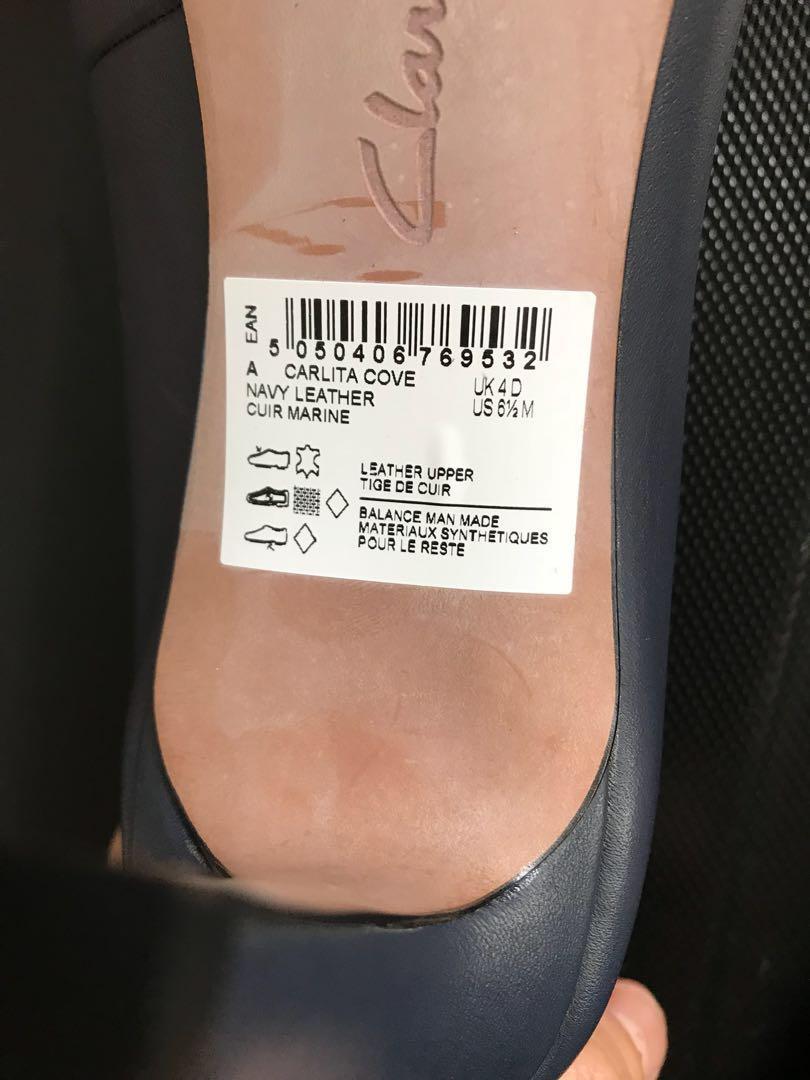 Clar
EAN
5 050406 769532
A CARLITA COVE UK 4 D
NAVY LEATHER US 6½ M
CUIR MARINE
LEATHER UPPER
TIGE DE CUIR
BALANCE MAN MADE
MATERIAUX SYNTHETIQUES
POUR LE RESTE